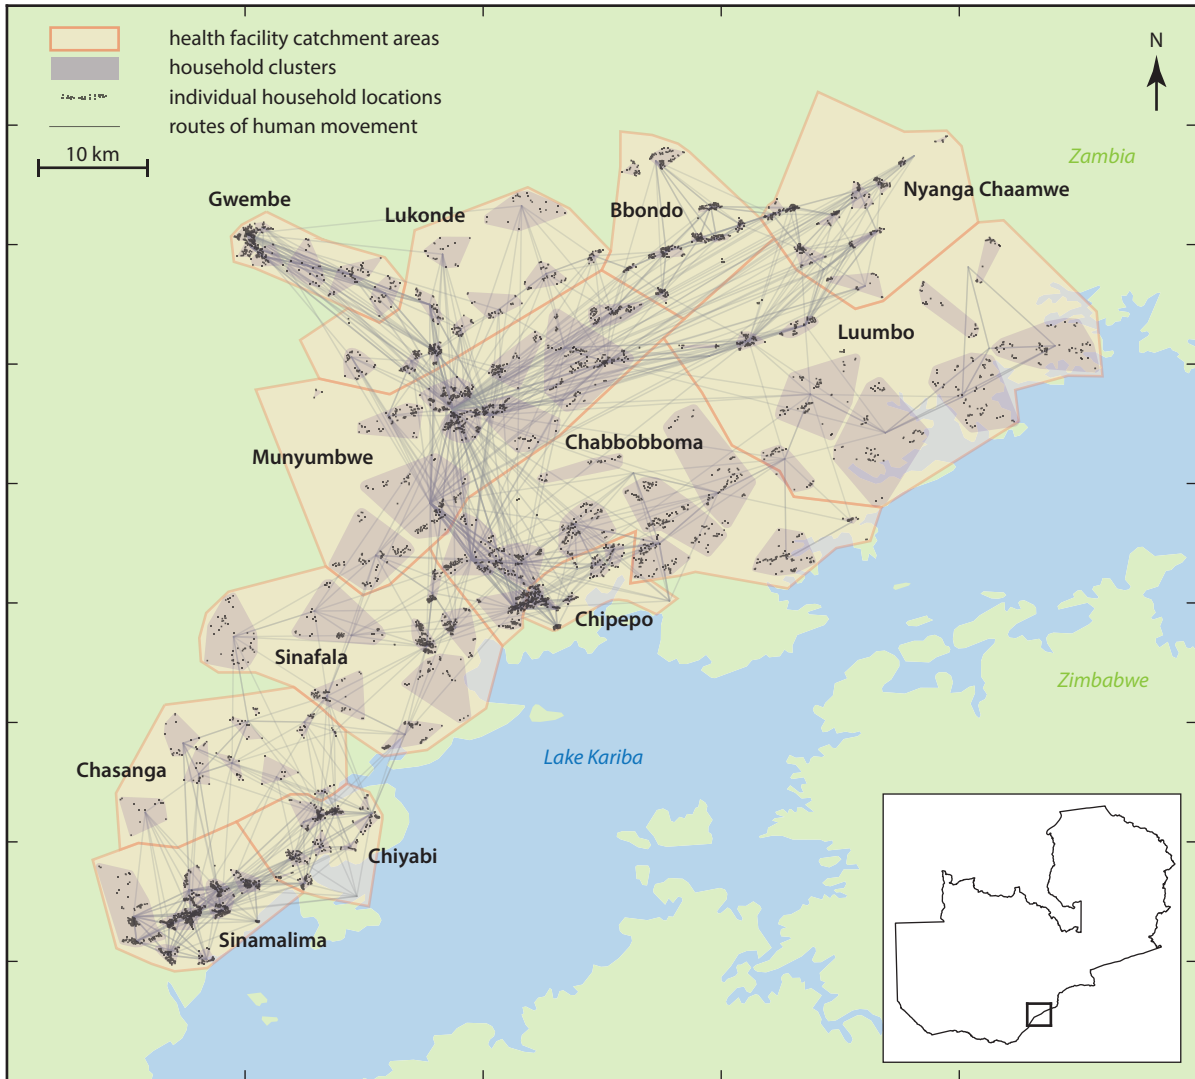 health facility catchment areas
household clusters
individual household locations
routes of human movement
10 km
N
Zambia
Gwembe
Lukonde
Bbondo
Nyanga Chaamwe
Luumbo
Chabbobboma
Munyumbwe
Chipepo
Sinafala
Zimbabwe
Lake Kariba
Chasanga
Chiyabi
Sinamalima